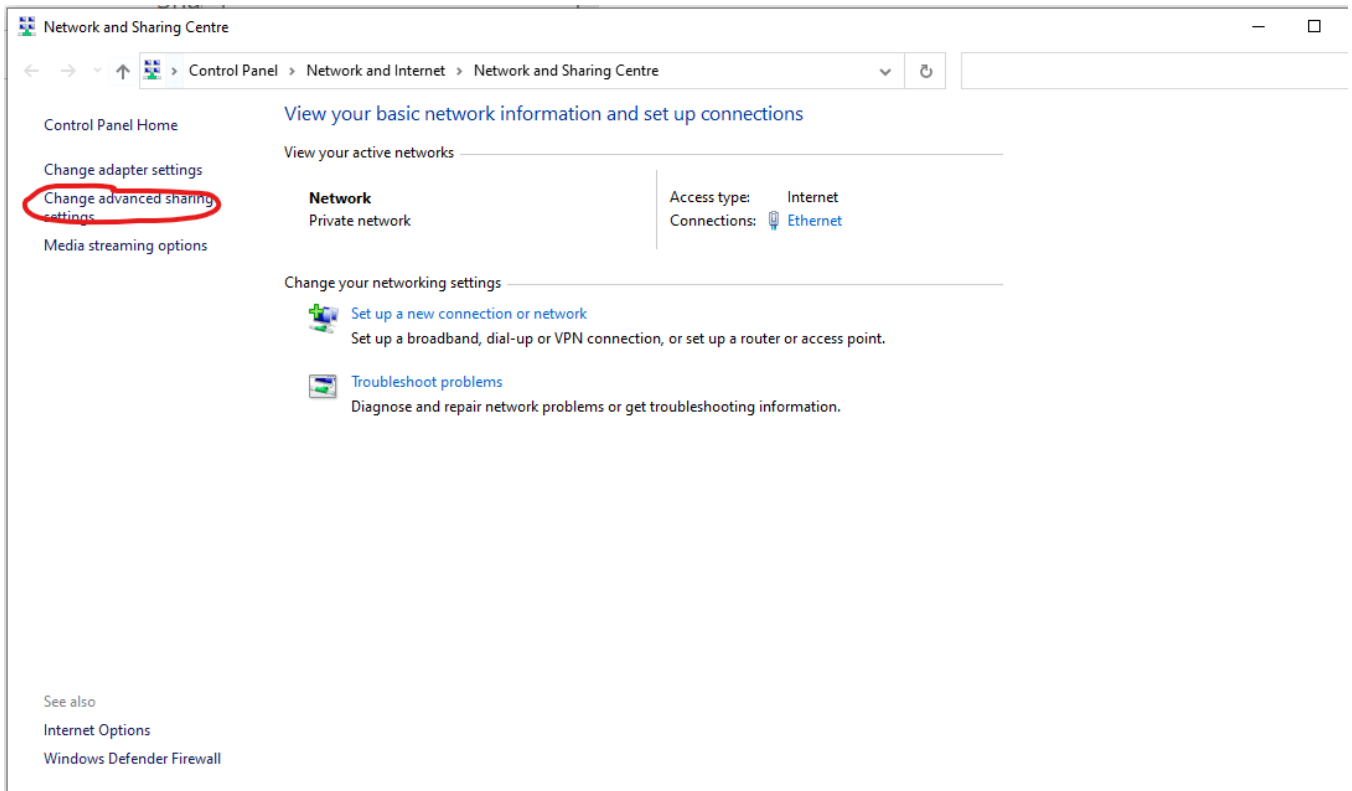 Network and Sharing Centre
Control Panel > Network and Internet > Network and Sharing Centre
Control Panel Home
Change adapter settings
Change advanced sharing
settings
Media streaming options
View your basic network information and set up connections
View your active networks
Network
Private network
Access type: Internet
Connections: Ethernet
Change your networking settings
Set up a new connection or network
Set up a broadband, dial-up or VPN connection, or set up a router or access point.
Troubleshoot problems
Diagnose and repair network problems or get troubleshooting information.
See also
Internet Options
Windows Defender Firewall